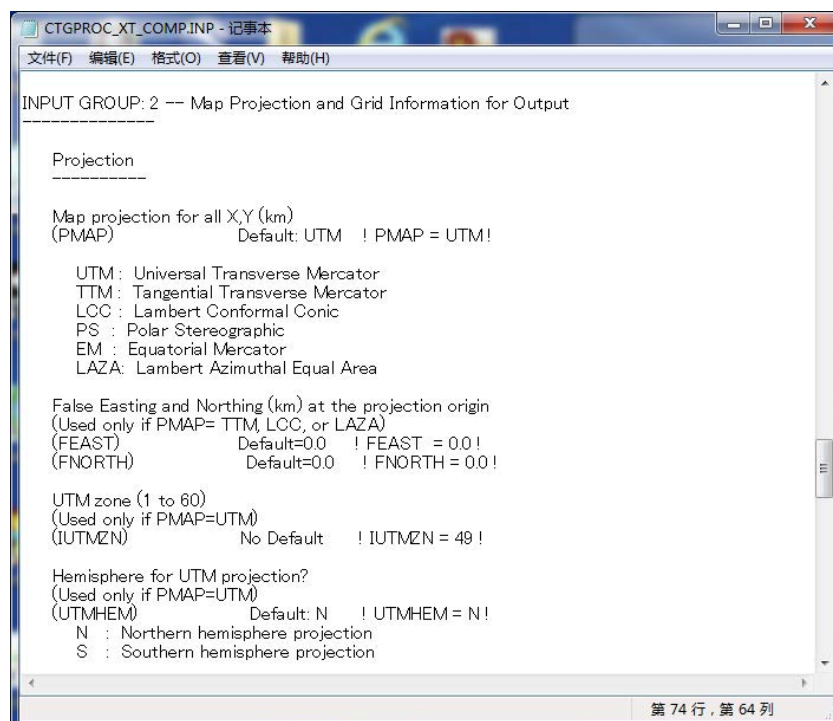 CTGPROC_XT_COMP.INP - 记事本
文件(F) 编辑(E) 格式(O) 查看(V) 帮助(H)
INPUT GROUP: 2 -- Map Projection and Grid Information for Output
--------------
Projection
----------
Map projection for all X,Y (km)
(PMAP) Default: UTM ! PMAP = UTM !
UTM : Universal Transverse Mercator
TTM : Tangential Transverse Mercator
LCC : Lambert Conformal Conic
PS : Polar Stereographic
EM : Equatorial Mercator
LAZA: Lambert Azimuthal Equal Area
False Easting and Northing (km) at the projection origin
(Used only if PMAP= TTM, LCC, or LAZA)
(FEAST) Default=0.0 ! FEAST = 0.0 !
(FNORTH) Default=0.0 ! FNORTH = 0.0 !
UTM zone (1 to 60)
(Used only if PMAP=UTM)
(IUTMZN) No Default ! IUTMZN = 49 !
Hemisphere for UTM projection?
(Used only if PMAP=UTM)
(UTMHEM) Default: N ! UTMHEM = N !
N : Northern hemisphere projection
S : Southern hemisphere projection
第 74 行 , 第 64 列